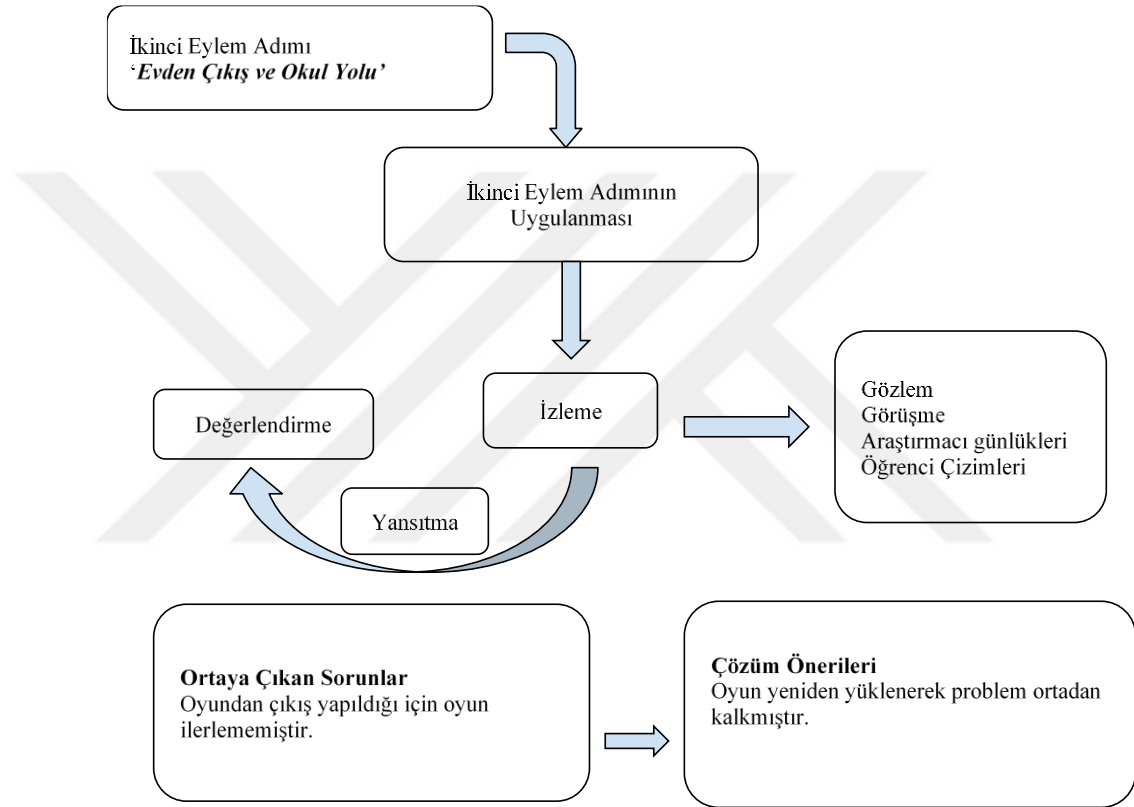 İkinci Eylem Adımı
‘Evden Çıkış ve Okul Yolu’
İkinci Eylem Adımının
Uygulanması
Değerlendirme
İzleme
Gözlem
Görüşme
Araştırmacı günlükleri
Öğrenci Çizimleri
Yansıtma
Ortaya Çıkan Sorunlar
Oyundan çıkış yapıldığı için oyun
ilerlememiştir.
Çözüm Önerileri
Oyun yeniden yüklenerek problem ortadan
kalkmıştır.